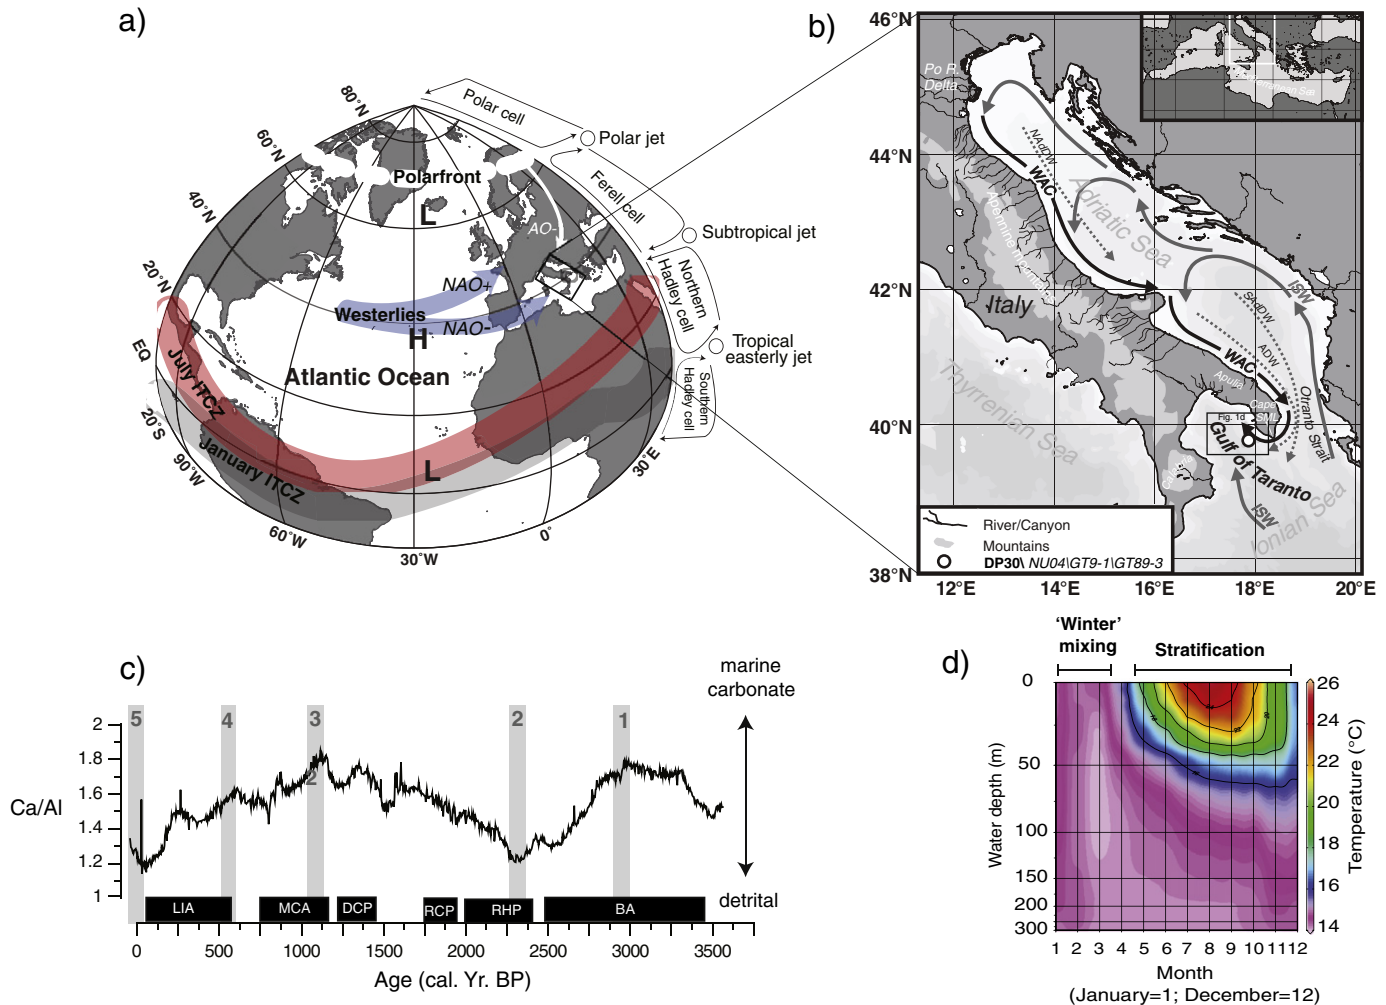 a)
80°N
60°N
40°N
20°N
EQ
20°S
90°W
60°W
30°W
0°
30°E
Polar cell
Polar jet
Ferell cell
Subtropical jet
Northern
Hadley cell
Tropical
easterly jet
Southern
Hadley cell
Polarfront
L
AO-
NAO+
Westerlies
NAO-
H
Atlantic Ocean
July ITCZ
January ITCZ
L
b)
46°N
44°N
42°N
40°N
38°N
12°E
14°E
16°E
18°E
20°E
Po R.
Delta
Mediterranean Sea
NAdDW
WAC
Adriatic Sea
Apennine mountains
Italy
ISW
SAdDW
ADW
WAC
Apulia
Otranto Strait
Cape
SML
Fig. 1d
Gulf of Taranto
Thyrrenian Sea
Calabria
ISW
Ionian Sea
River/Canyon
Mountains
DP30\ NU04\GT9-1\GT89-3
c)
marine
carbonate
detrital
5
4
3
2
1
2
Ca/Al
2
1.8
1.6
1.4
1.2
1
LIA
MCA
DCP
RCP
RHP
BA
0
500
1000
1500
2000
2500
3000
3500
Age (cal. Yr. BP)
d)
'Winter'
mixing
Stratification
Water depth (m)
0
50
100
150
200
300
1 2 3 4 5 6 7 8 9 10 11 12
Month
(January=1; December=12)
26
24
22
20
18
16
14
Temperature (°C)